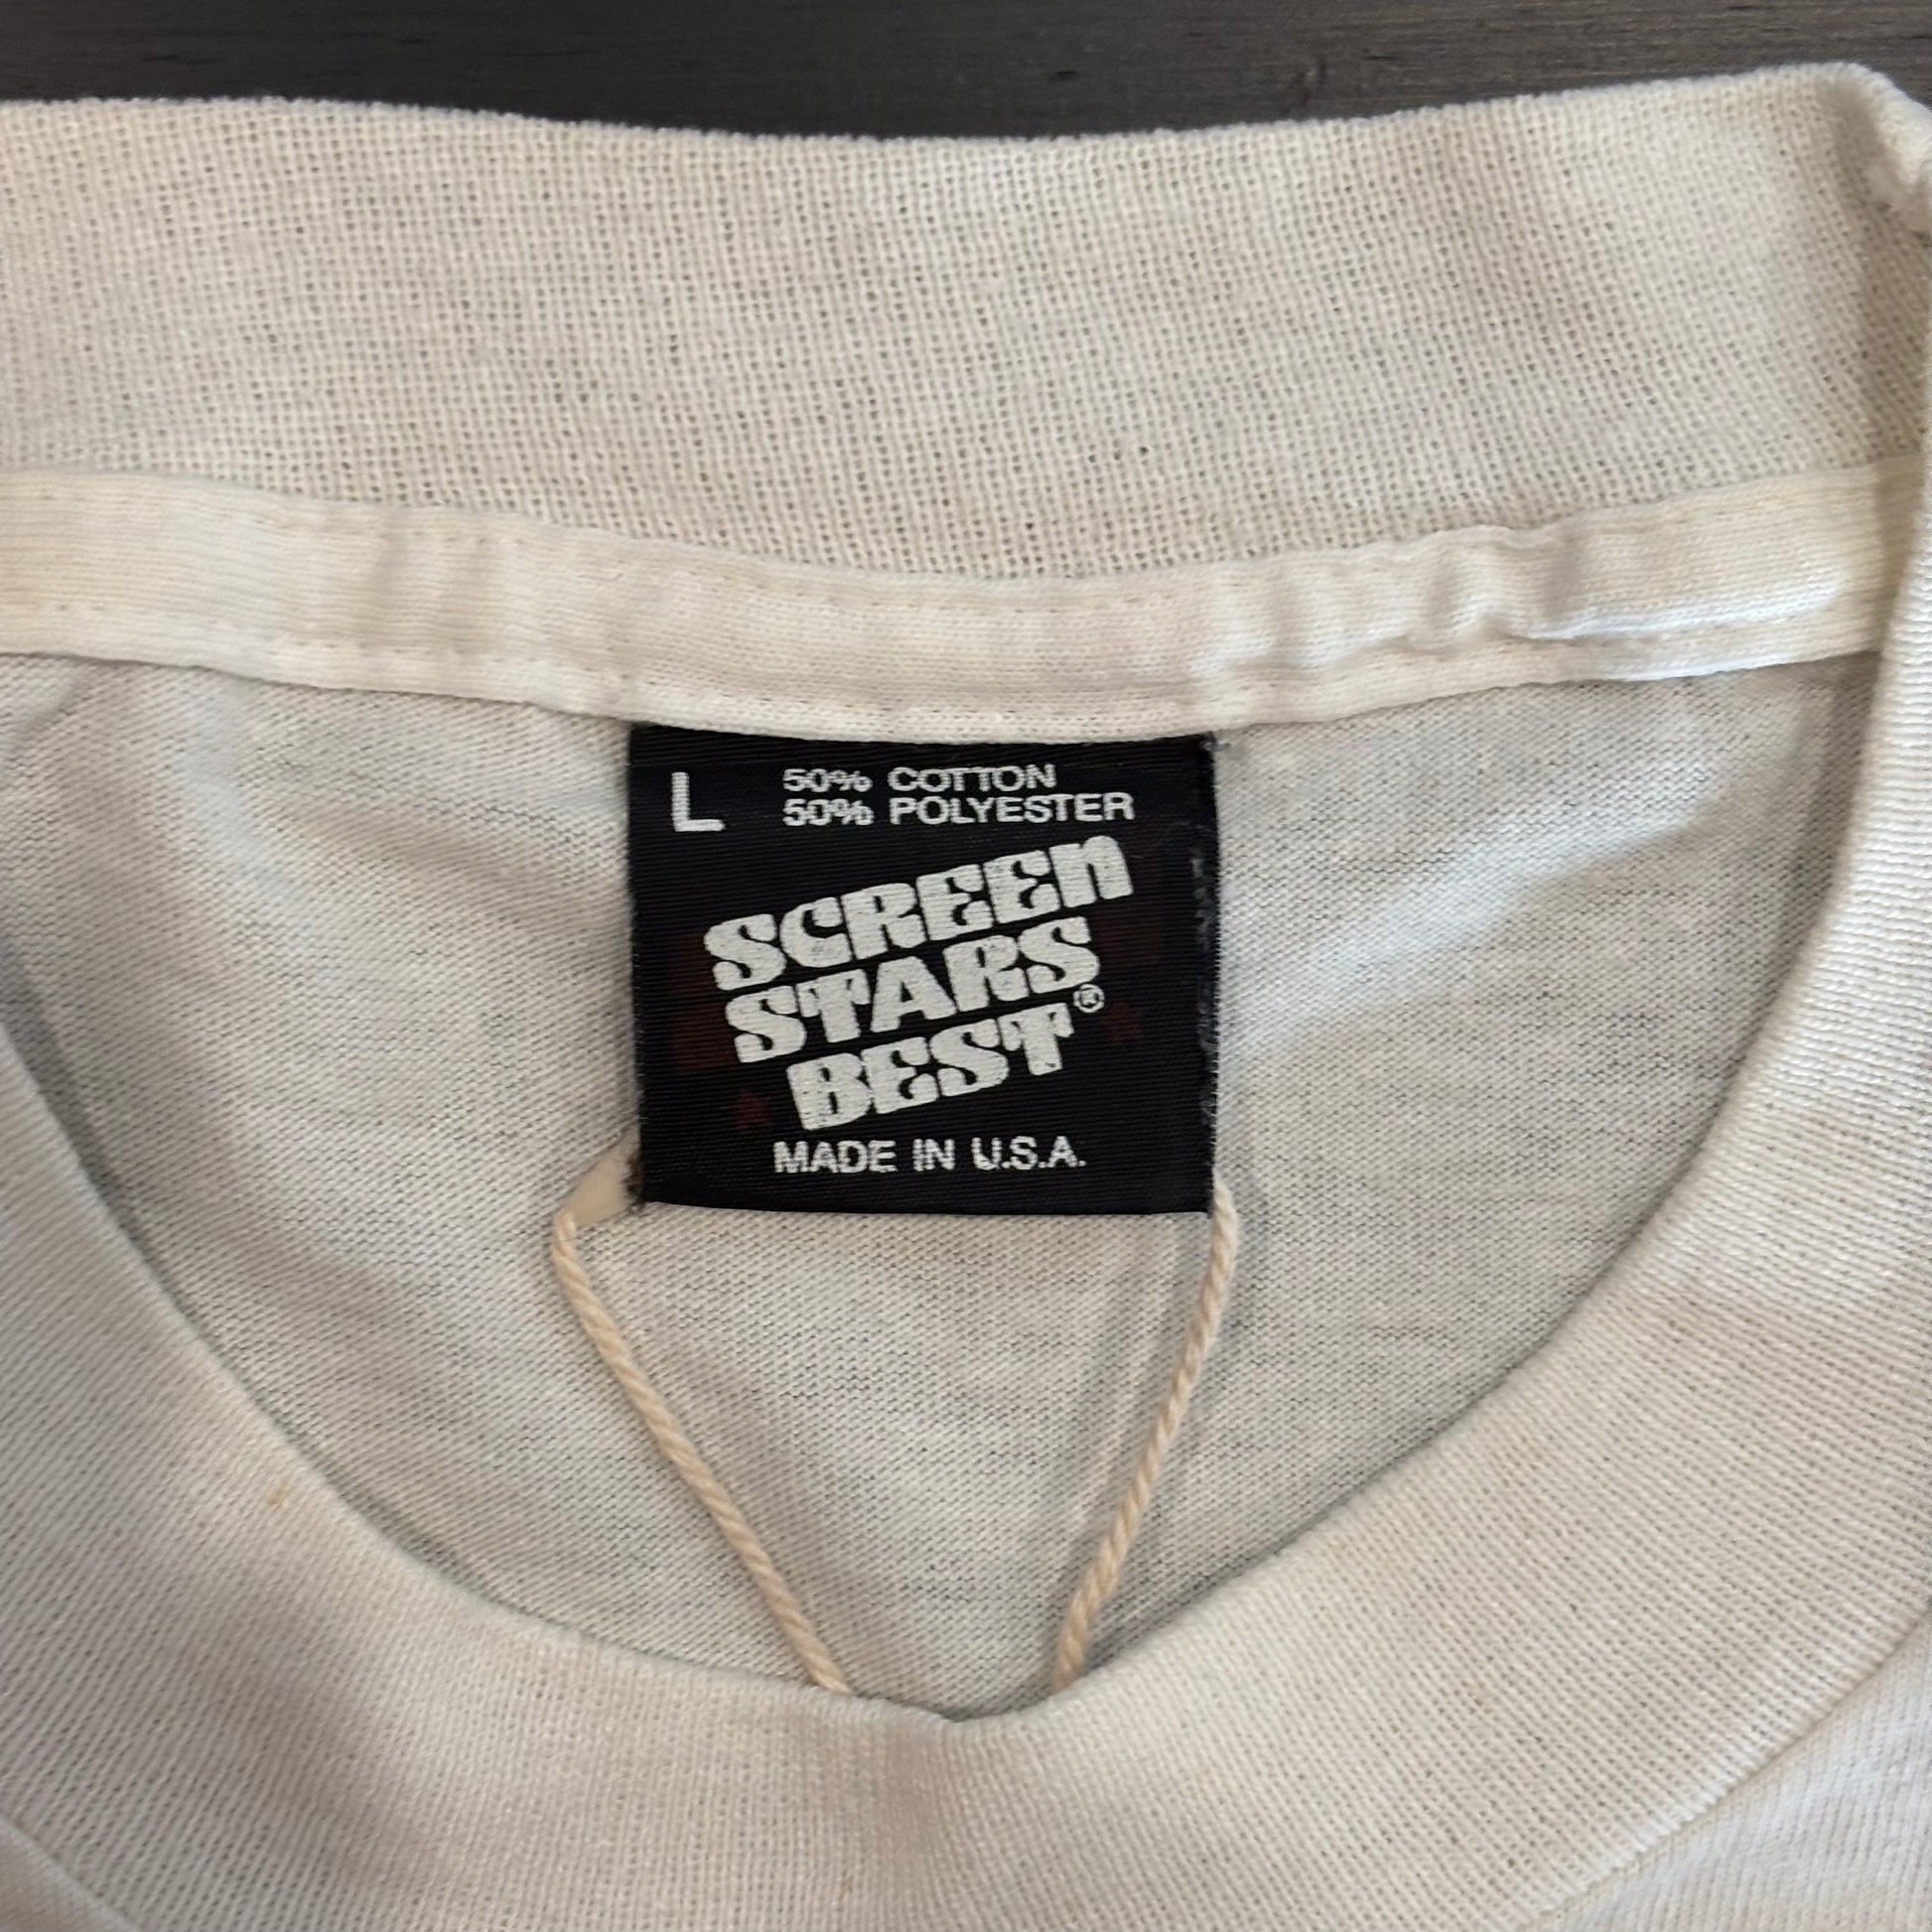 L 50% COTTON
50% POLYESTER
SCREEN
STARS
BEST®
MADE IN U.S.A.